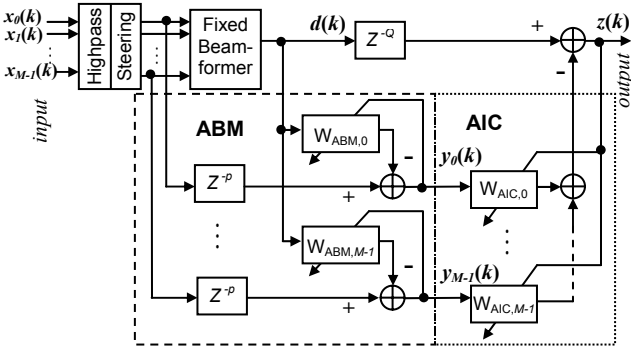 x0(k)
x1(k)
xM-1(k)
input
Highpass
Steering
Fixed
Beam-
former
d(k)
Z-Q
+
-
z(k)
output
ABM
AIC
WABM,0
-
y0(k)
Z-p
+
WAIC,0
WABM,M-1
-
yM-1(k)
Z-p
+
WAIC,M-1